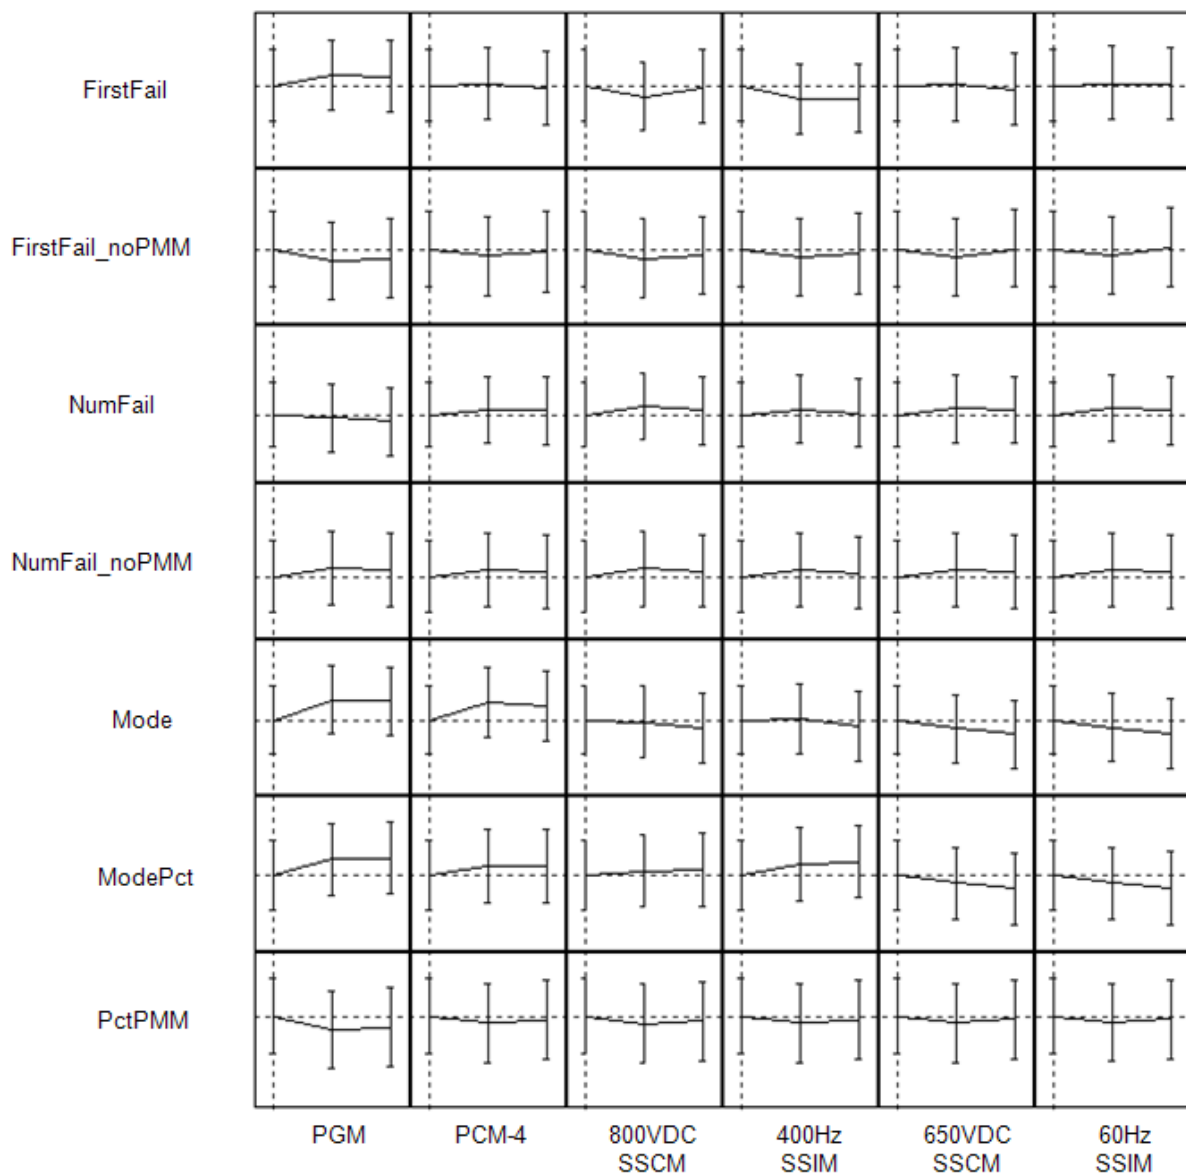 FirstFail
FirstFail_noPMM
NumFail
NumFail_noPMM
Mode
ModePct
PctPMM
PGM
PCM-4
800VDC
SSCM
400Hz
SSIM
650VDC
SSCM
60Hz
SSIM